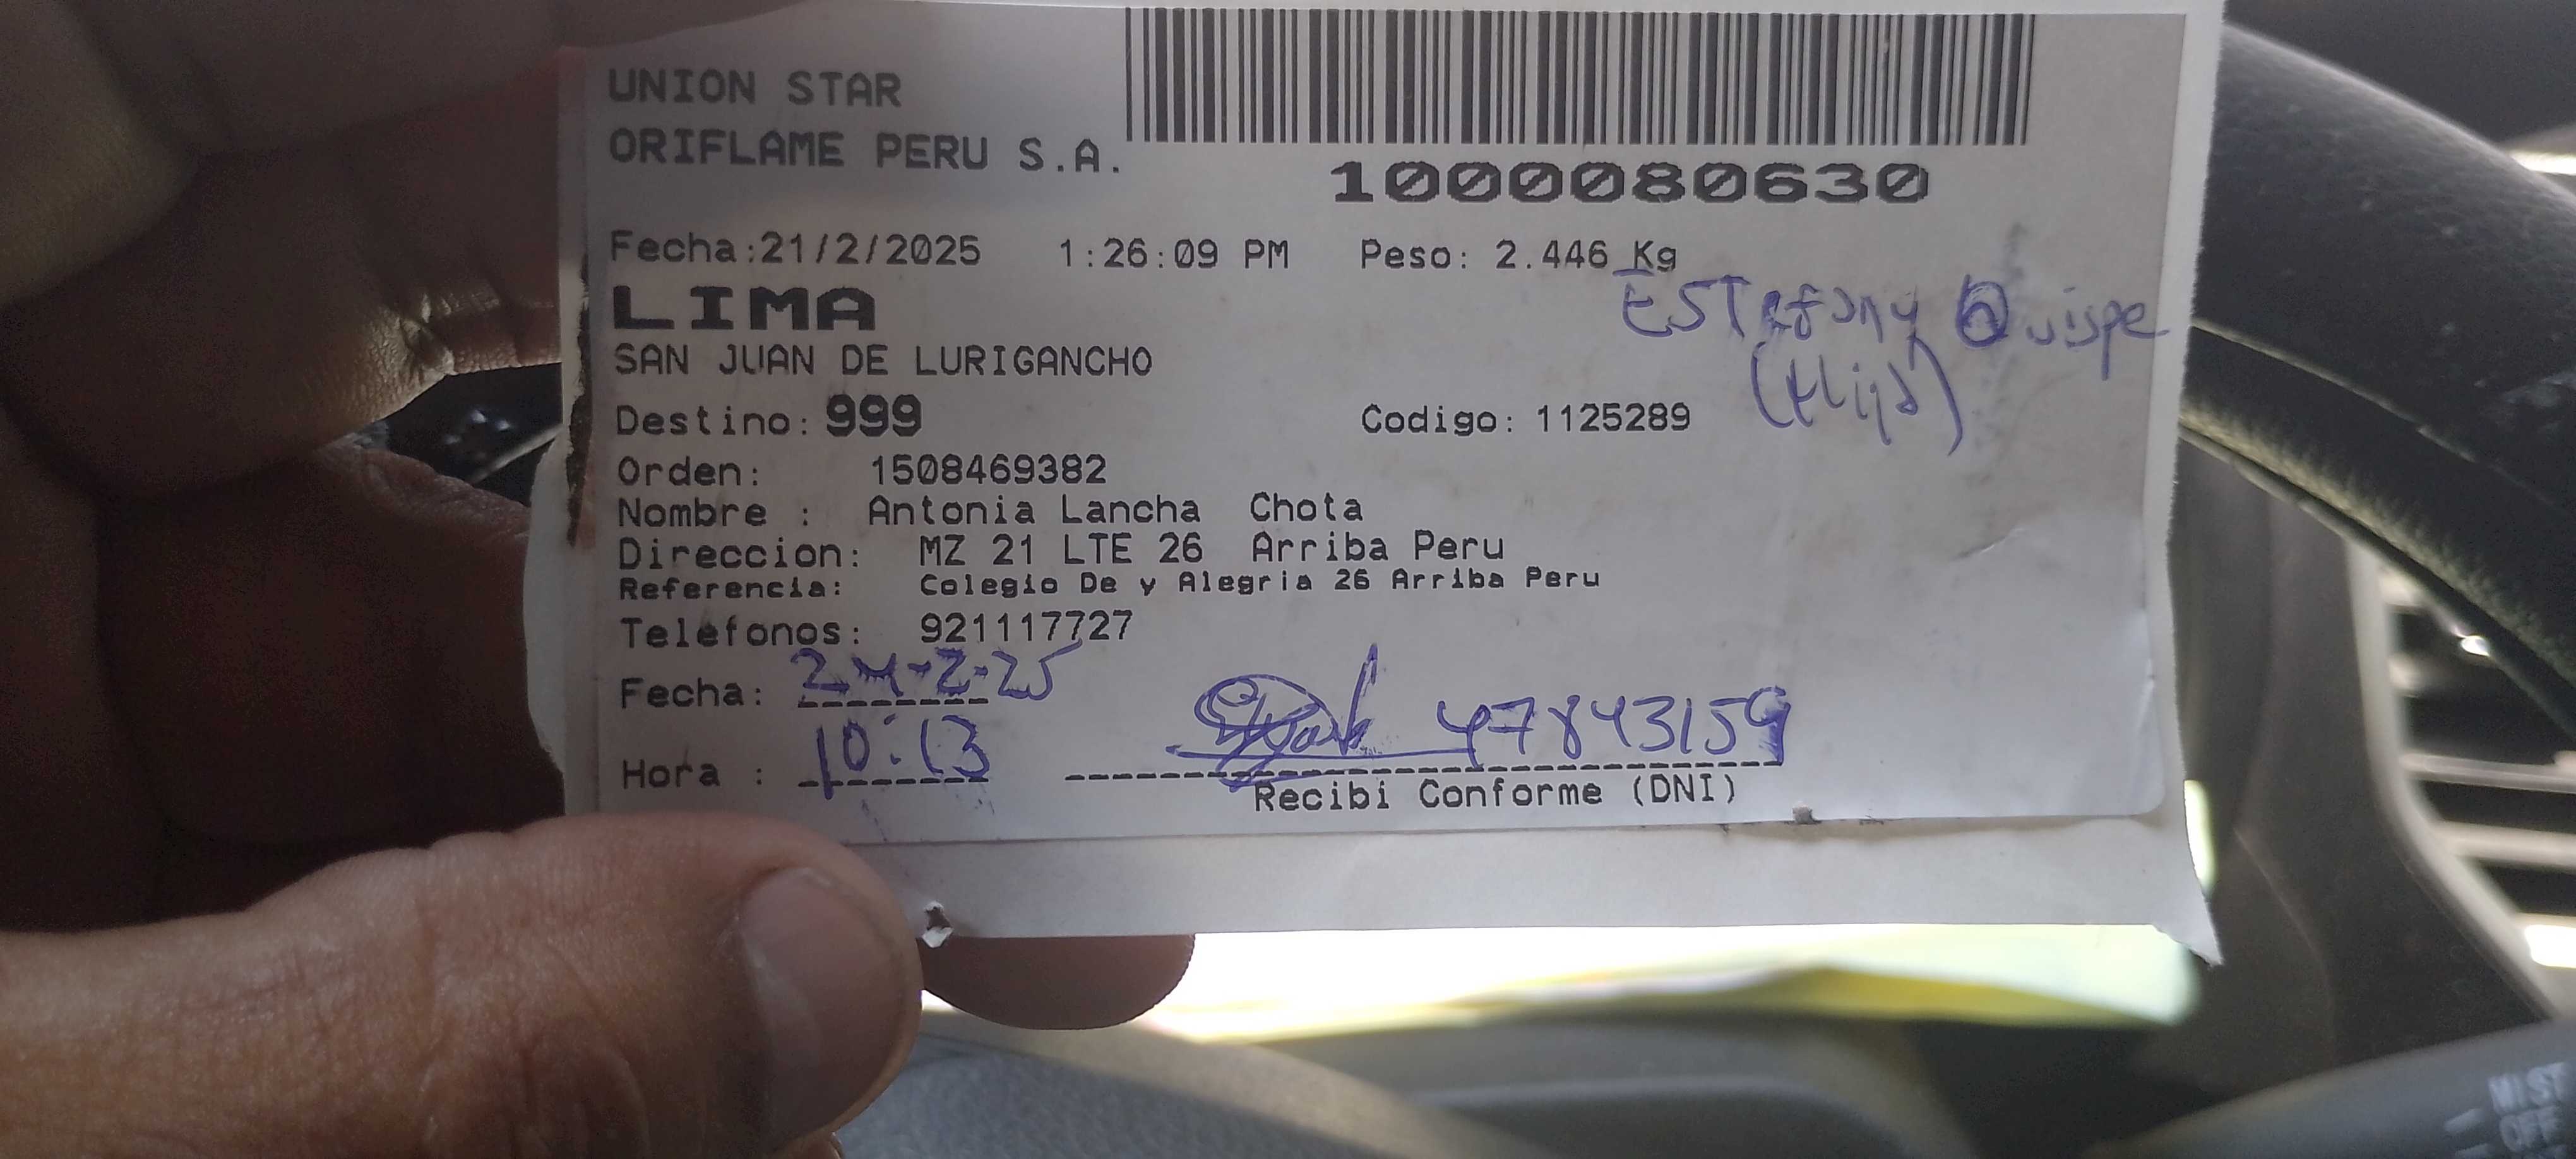 UNION STAR
ORIFLAME PERU S.A.
1000080630
Fecha:21/2/2025 1:26:09 PM Peso: 2.446 Kg
LIMA
ESTefany Quispe
SAN JUAN DE LURIGANCHO
(Hija)
Destino: 999 Codigo: 1125289
Orden: 1508469382
Nombre : Antonia Lancha Chota
Direccion: MZ 21 LTE 26 Arriba Peru
Referencia: Colegio De y Alegria 26 Arriba Peru
Telefonos: 921117727
Fecha: 24-2-25
Hora : 10:13 47843159
Recibi Conforme (DNI)
MIST
OFF